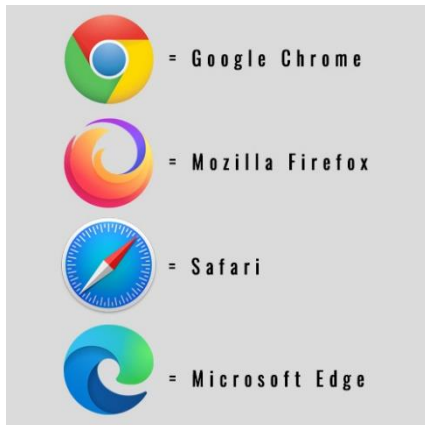 = Google Chrome
= Mozilla Firefox
= Safari
= Microsoft Edge